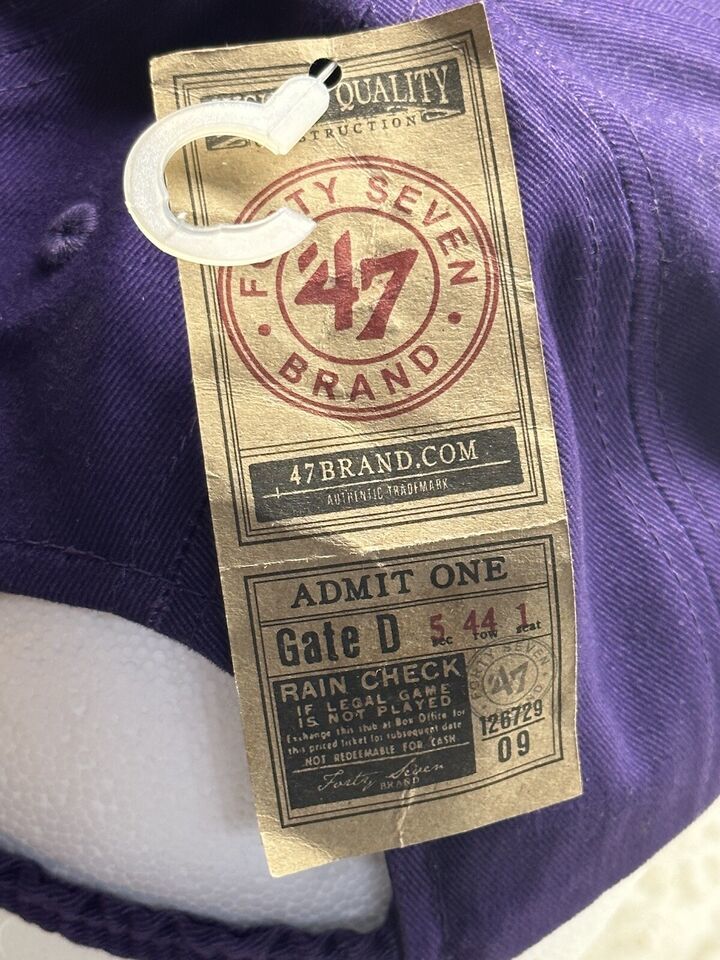 QUALITY
FORTY SEVEN
'47
BRAND
47BRAND.COM
AUTHENTIC TRADEMARK
ADMIT ONE
Gate D 5 44 1
sec row seat
RAIN CHECK
IF LEGAL GAME
IS NOT PLAYED
Exchange this stub at Box Office for
this priced ticket for subsequent date
NOT REDEEMABLE FOR CASH
Forty Seven
BRAND
FORTY SEVEN
47
BRAND
126729
09